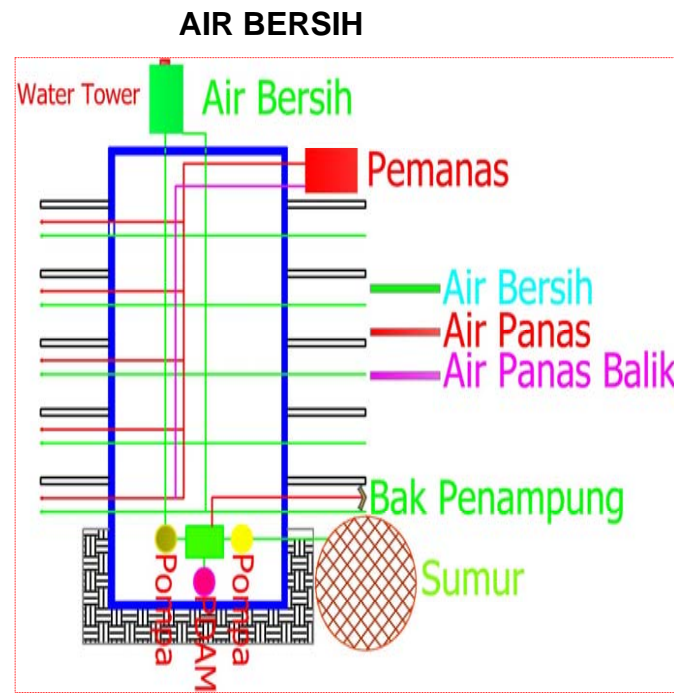 AIR BERSIH
Water Tower
Air Bersih
Pemanas
Air Bersih
Air Panas
Air Panas Balik
Bak Penampung
Sumur
Pompa
PDAM
Pompa